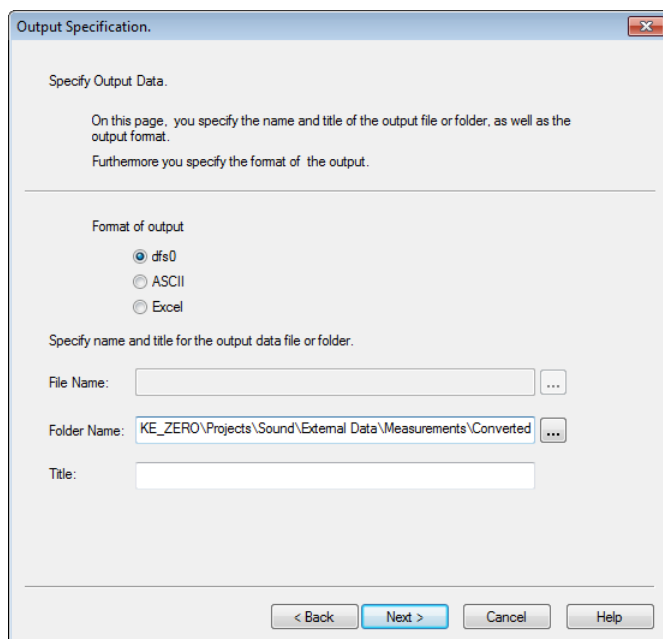 Output Specification.
Specify Output Data.
On this page, you specify the name and title of the output file or folder, as well as the
output format.
Furthermore you specify the format of the output.
Format of output
dfs0
ASCII
Excel
Specify name and title for the output data file or folder.
File Name:
...
Folder Name: KE_ZERO\Projects\Sound\External Data\Measurements\Converted ...
Title:
< Back Next > Cancel Help